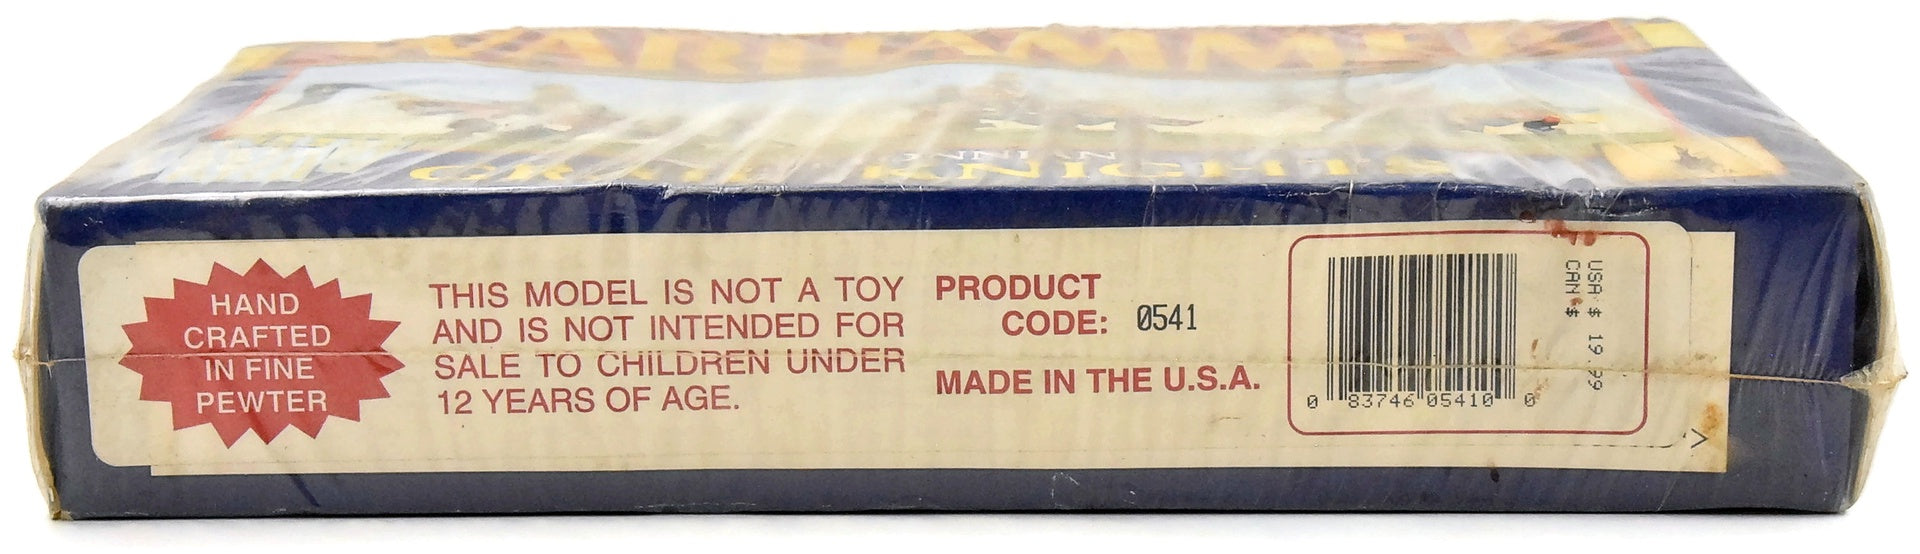 WARHAMMER
GRAIL KNIGHTS
HAND
CRAFTED
IN FINE
PEWTER
THIS MODEL IS NOT A TOY
AND IS NOT INTENDED FOR
SALE TO CHILDREN UNDER
12 YEARS OF AGE.
PRODUCT
CODE: 0541
MADE IN THE U.S.A.
0 83746 05410 0
USA $ 19.99
CAN $